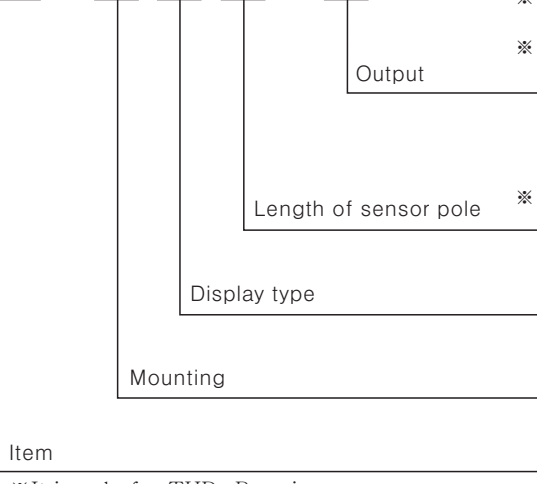 ※
※
Output
Length of sensor pole ※
Display type
Mounting
Item